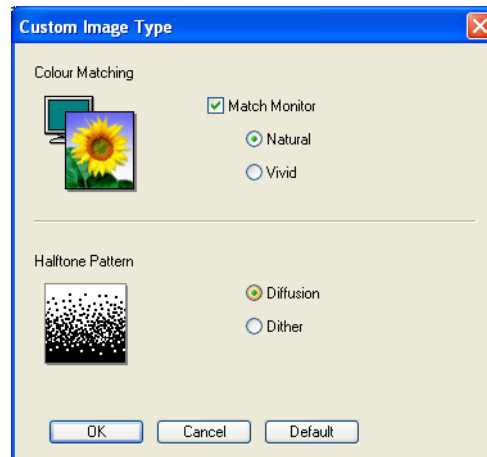 Custom Image Type
Colour Matching
Match Monitor
Natural
Vivid
Halftone Pattern
Diffusion
Dither
OK Cancel Default